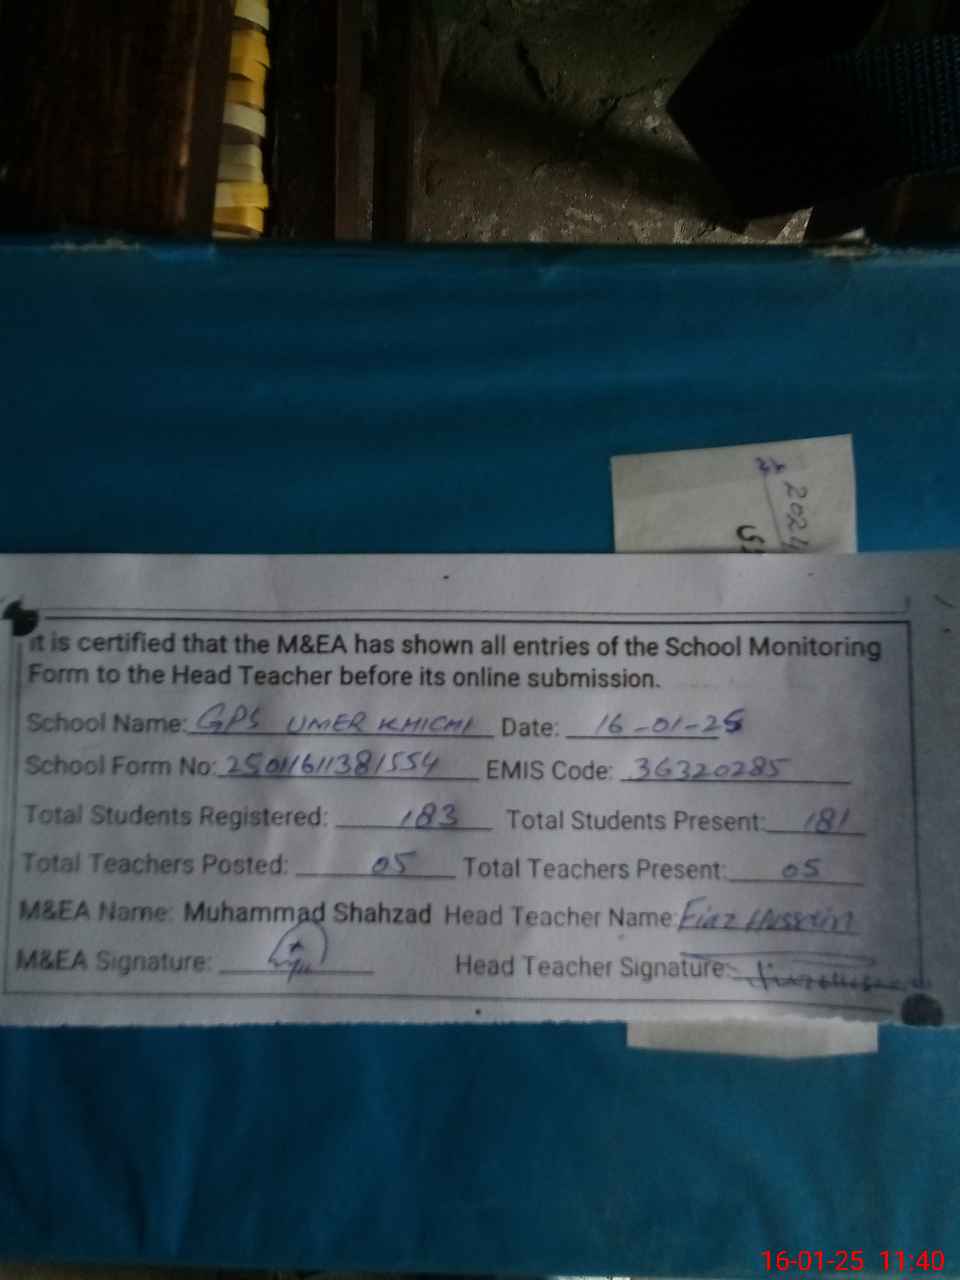 2024
It is certified that the M&EA has shown all entries of the School Monitoring
Form to the Head Teacher before its online submission.
School Name: GPS UMER KHICHI Date: 16-01-25
School Form No: 25011611381554 EMIS Code: 36320285
Total Students Registered: 183 Total Students Present: 181
Total Teachers Posted: 05 Total Teachers Present: 05
M&EA Name: Muhammad Shahzad Head Teacher Name: Fiaz Hussain
M&EA Signature: Head Teacher Signature:
16-01-25 11:40